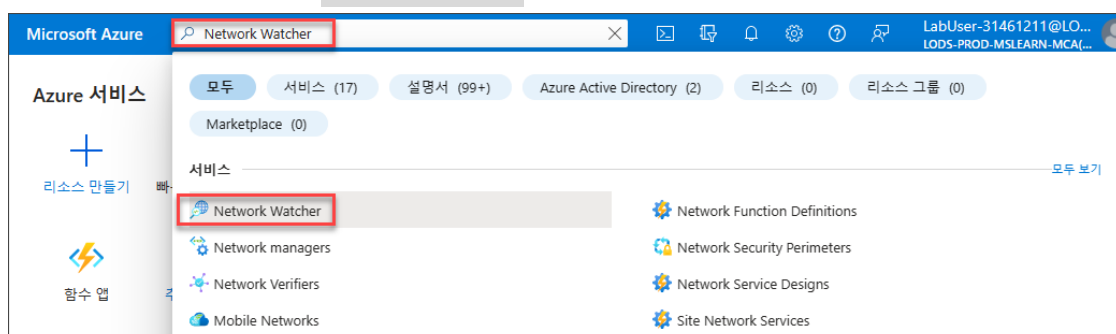 Microsoft Azure
Network Watcher
LabUser-31461211@LO...
LODS-PROD-MSLEARN-MCA(...
Azure 서비스
모두
서비스 (17)
설명서 (99+)
Azure Active Directory (2)
리소스 (0)
리소스 그룹 (0)
Marketplace (0)
서비스
모두 보기
리소스 만들기
Network Watcher
Network Function Definitions
Network managers
Network Security Perimeters
함수 앱
Network Verifiers
Network Service Designs
Mobile Networks
Site Network Services